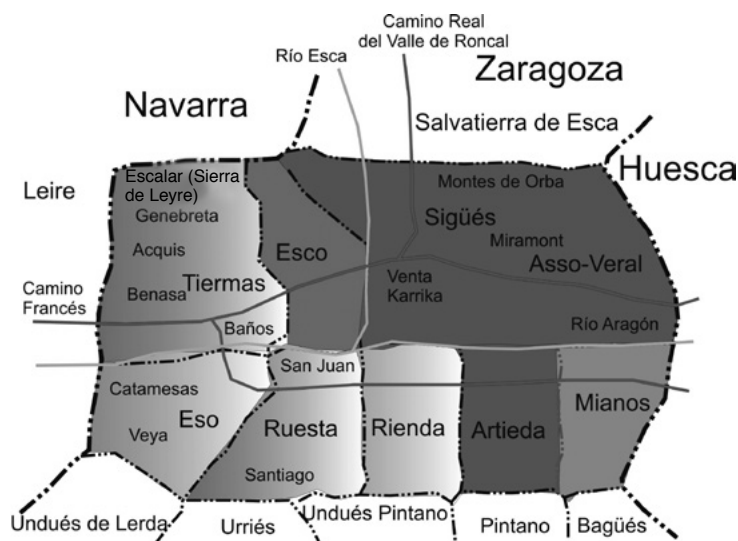 Camino Real
del Valle de Roncal
Río Esca
Zaragoza
Navarra
Salvatierra de Esca
Huesca
Leire
Escalar (Sierra
de Leyre)
Montes de Orba
Genebreta
Sigüés
Miramont
Acquis
Esco
Asso-Veral
Tiermas
Venta
Karrika
Camino
Francés
Benasa
Baños
Río Aragón
San Juan
Catamesas
Eso
Mianos
Veya
Ruesta
Rienda
Artieda
Santiago
Undués de Lerda
Urriés
Undués Pintano
Pintano
Bagüés